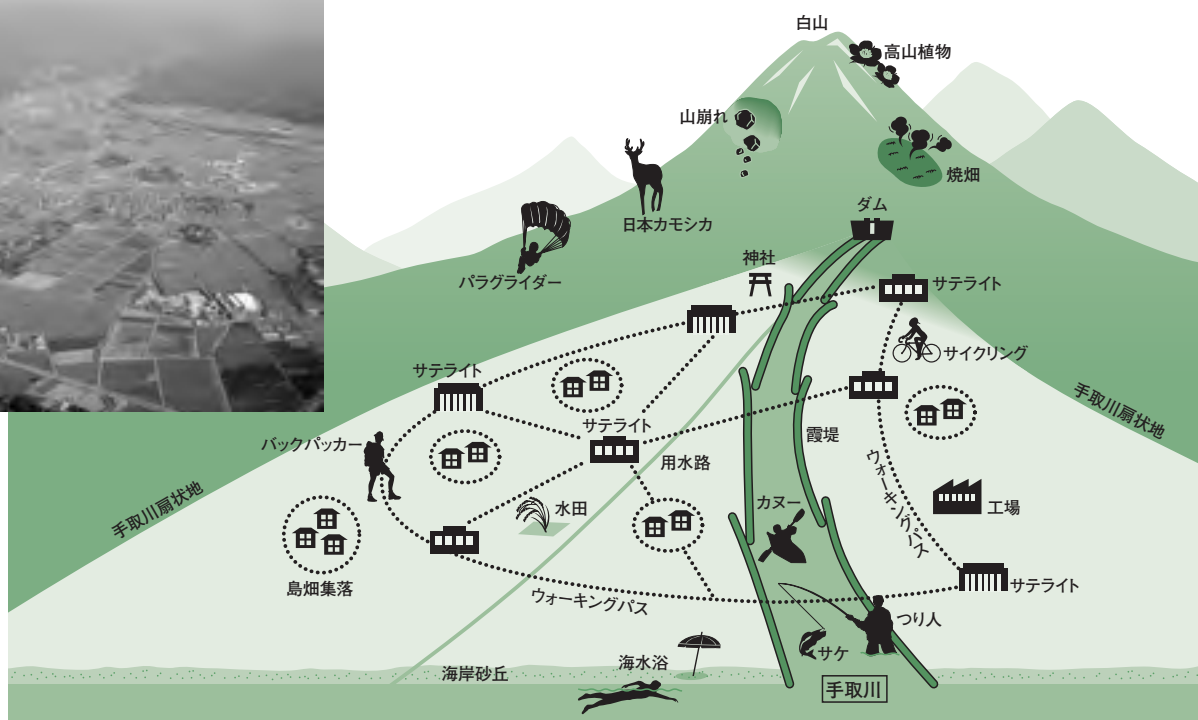 白山
高山植物
山崩れ
焼畑
日本カモシカ
ダム
パラグライダー
神社
サテライト
サイクリング
サテライト
手取川扇状地
サテライト
霞堤
バックパッカー
用水路
ウォーキングパス
手取川扇状地
水田
カヌー
工場
島畑集落
サテライト
ウォーキングパス
つり人
サケ
海水浴
海岸砂丘
手取川